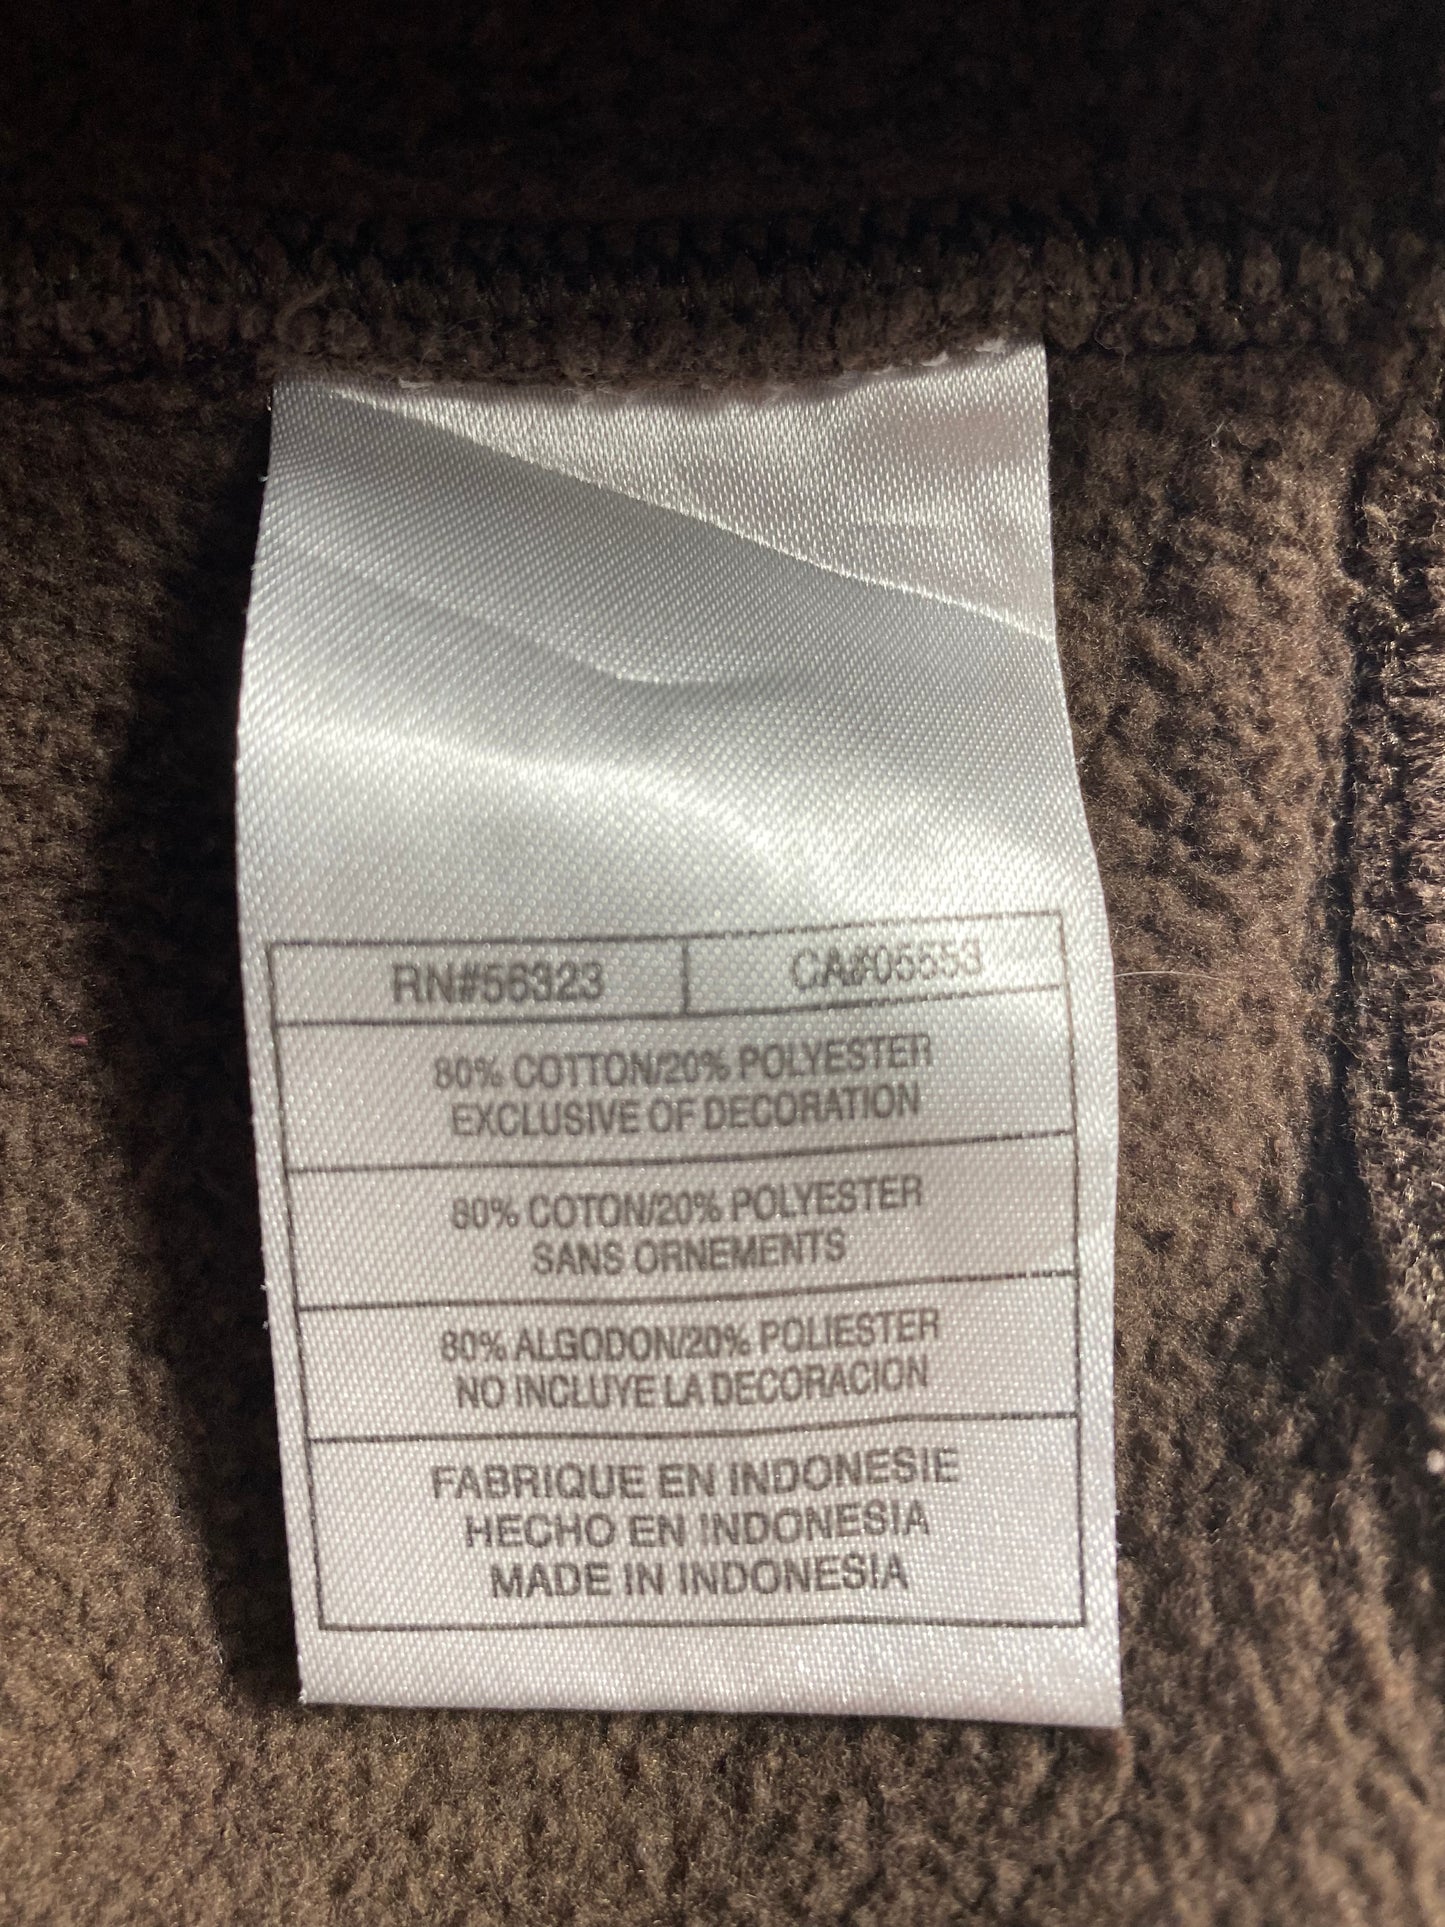 RN#56323 CA#05553
80% COTTON/20% POLYESTER
EXCLUSIVE OF DECORATION
80% COTON/20% POLYESTER
SANS ORNEMENTS
80% ALGODON/20% POLIESTER
NO INCLUYE LA DECORACION
FABRIQUE EN INDONESIE
HECHO EN INDONESIA
MADE IN INDONESIA